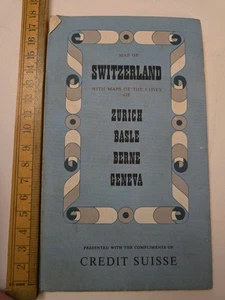 MAP OF
SWITZERLAND
WITH MAPS OF THE CITIES
OF
ZURICH
BASLE
BERNE
GENEVA
PRESENTED WITH THE COMPLIMENTS OF
CREDIT SUISSE